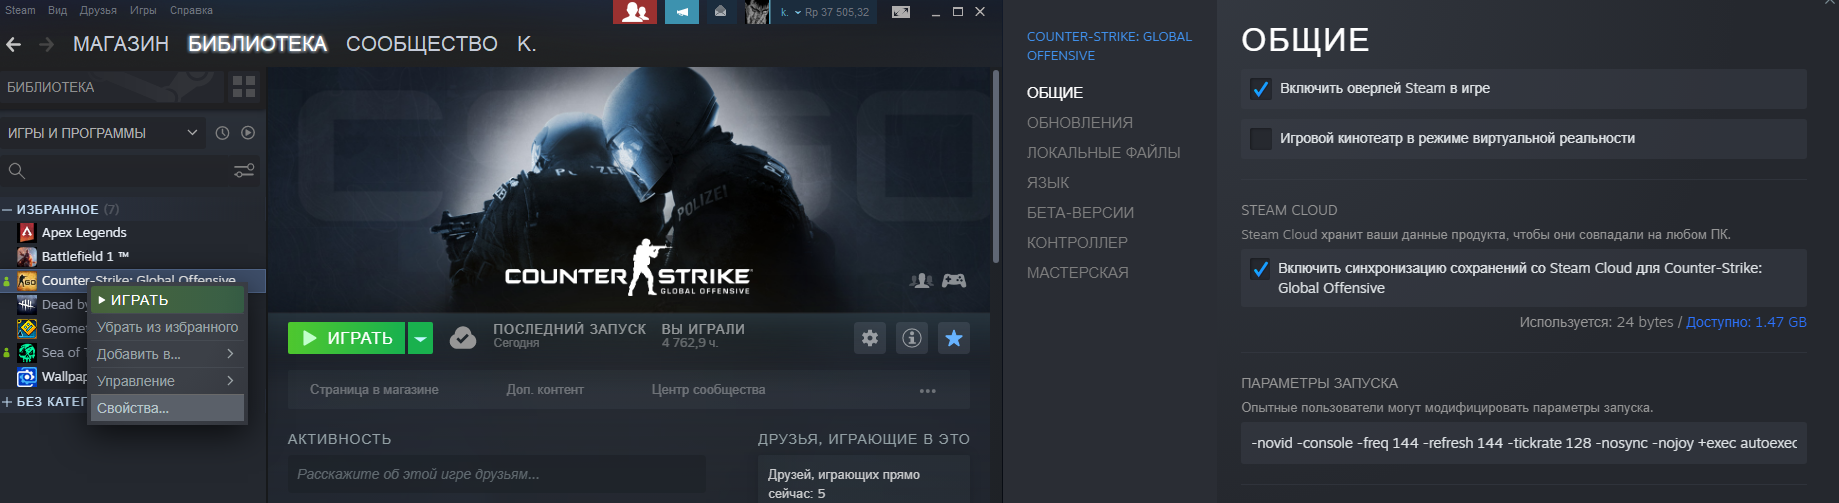 Steam Вид Друзья Игры Справка
k. Rp 37 505,32
МАГАЗИН БИБЛИОТЕКА СООБЩЕСТВО K.
БИБЛИОТЕКА
ИГРЫ И ПРОГРАММЫ
ИЗБРАННОЕ (7)
Apex Legends
Battlefield 1 ™
Counter-Strike: Global Offensive
Dead by
Geomet
Sea of
Wallpap
БЕЗ КАТЕГ
ИГРАТЬ
Убрать из избранного
Добавить в...
Управление
Свойства...
CS GO
POLIZEI
POLIZEI
COUNTER STRIKE
GLOBAL OFFENSIVE
ИГРАТЬ
ПОСЛЕДНИЙ ЗАПУСК
Сегодня
ВЫ ИГРАЛИ
4 762,9 ч.
Страница в магазине Доп. контент Центр сообщества
АКТИВНОСТЬ
Расскажите об этой игре друзьям...
ДРУЗЬЯ, ИГРАЮЩИЕ В ЭТО
Друзей, играющих прямо
сейчас: 5
COUNTER-STRIKE: GLOBAL
OFFENSIVE
ОБЩИЕ
ОБНОВЛЕНИЯ
ЛОКАЛЬНЫЕ ФАЙЛЫ
ЯЗЫК
БЕТА-ВЕРСИИ
КОНТРОЛЛЕР
МАСТЕРСКАЯ
ОБЩИЕ
Включить оверлей Steam в игре
Игровой кинотеатр в режиме виртуальной реальности
STEAM CLOUD
Steam Cloud хранит ваши данные продукта, чтобы они совпадали на любом ПК.
Включить синхронизацию сохранений со Steam Cloud для Counter-Strike:
Global Offensive
Используется: 24 bytes / Доступно: 1.47 GB
ПАРАМЕТРЫ ЗАПУСКА
Опытные пользователи могут модифицировать параметры запуска.
-novid -console -freq 144 -refresh 144 -tickrate 128 -nosync -nojoy +exec autoexec